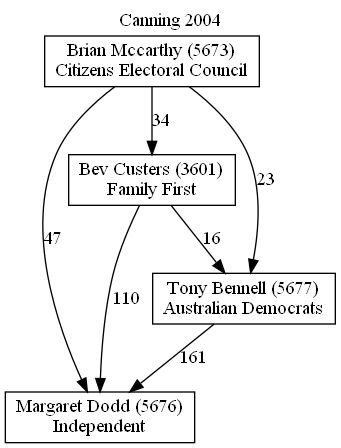 Canning 2004
Brian Mccarthy (5673)
Citizens Electoral Council
34
Bev Custers (3601)
Family First
23
47
16
110
Tony Bennell (5677)
Australian Democrats
161
Margaret Dodd (5676)
Independent